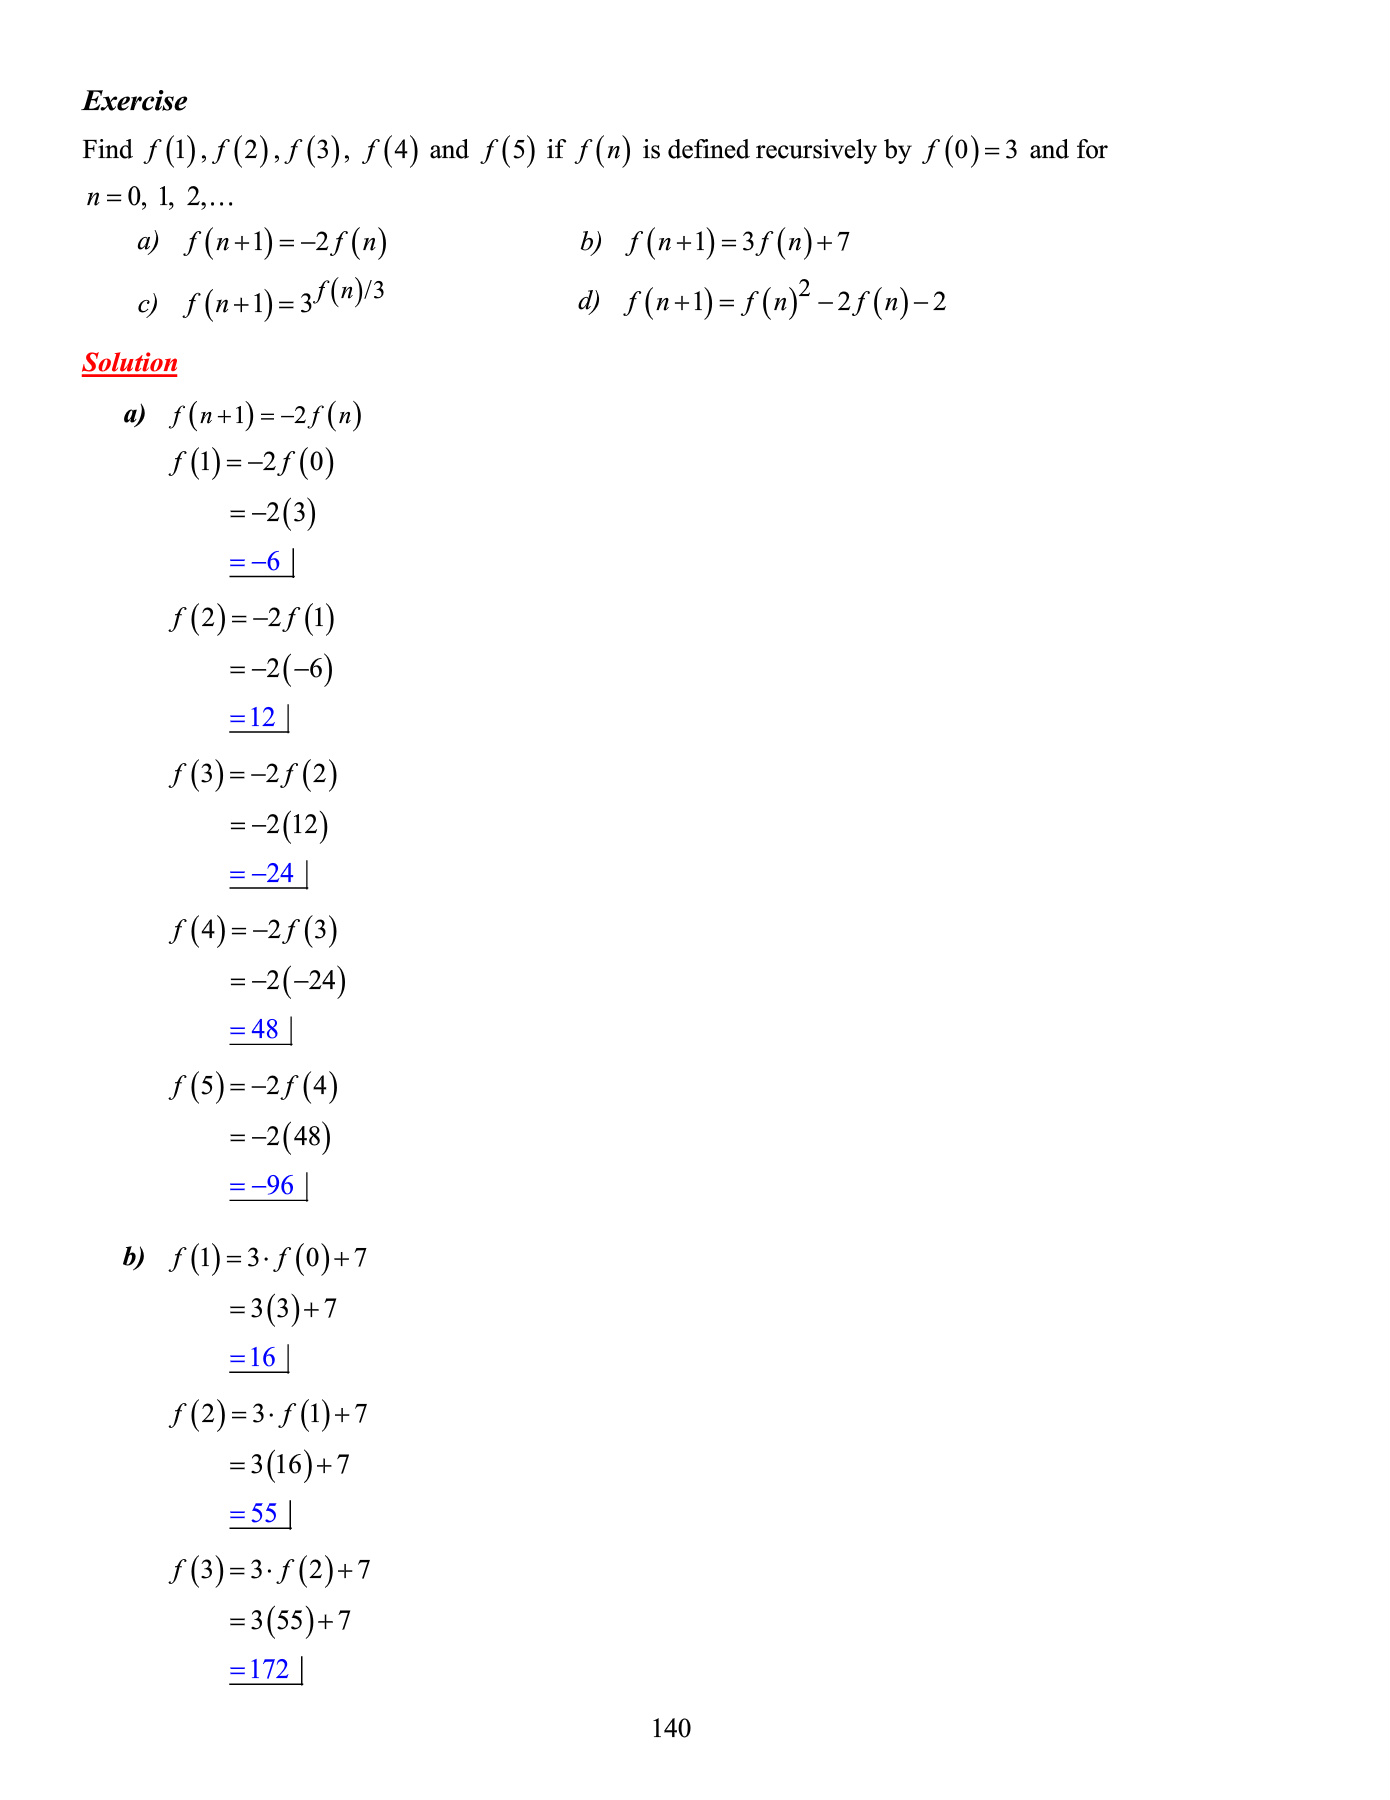 Exercise
Find f(1), f(2), f(3), f(4) and f(5) if f(n) is defined recursively by f(0) = 3 and for
n = 0, 1, 2,…
a) f(n+1) = −2f(n) b) f(n+1) = 3f(n) + 7
c) f(n+1) = 3^{f(n)/3} d) f(n+1) = f(n)² − 2f(n) − 2
Solution
a) f(n+1) = −2f(n)
f(1) = −2f(0)
= −2(3)
= −6
f(2) = −2f(1)
= −2(−6)
= 12
f(3) = −2f(2)
= −2(12)
= −24
f(4) = −2f(3)
= −2(−24)
= 48
f(5) = −2f(4)
= −2(48)
= −96
b) f(1) = 3·f(0) + 7
= 3(3) + 7
= 16
f(2) = 3·f(1) + 7
= 3(16) + 7
= 55
f(3) = 3·f(2) + 7
= 3(55) + 7
= 172
140